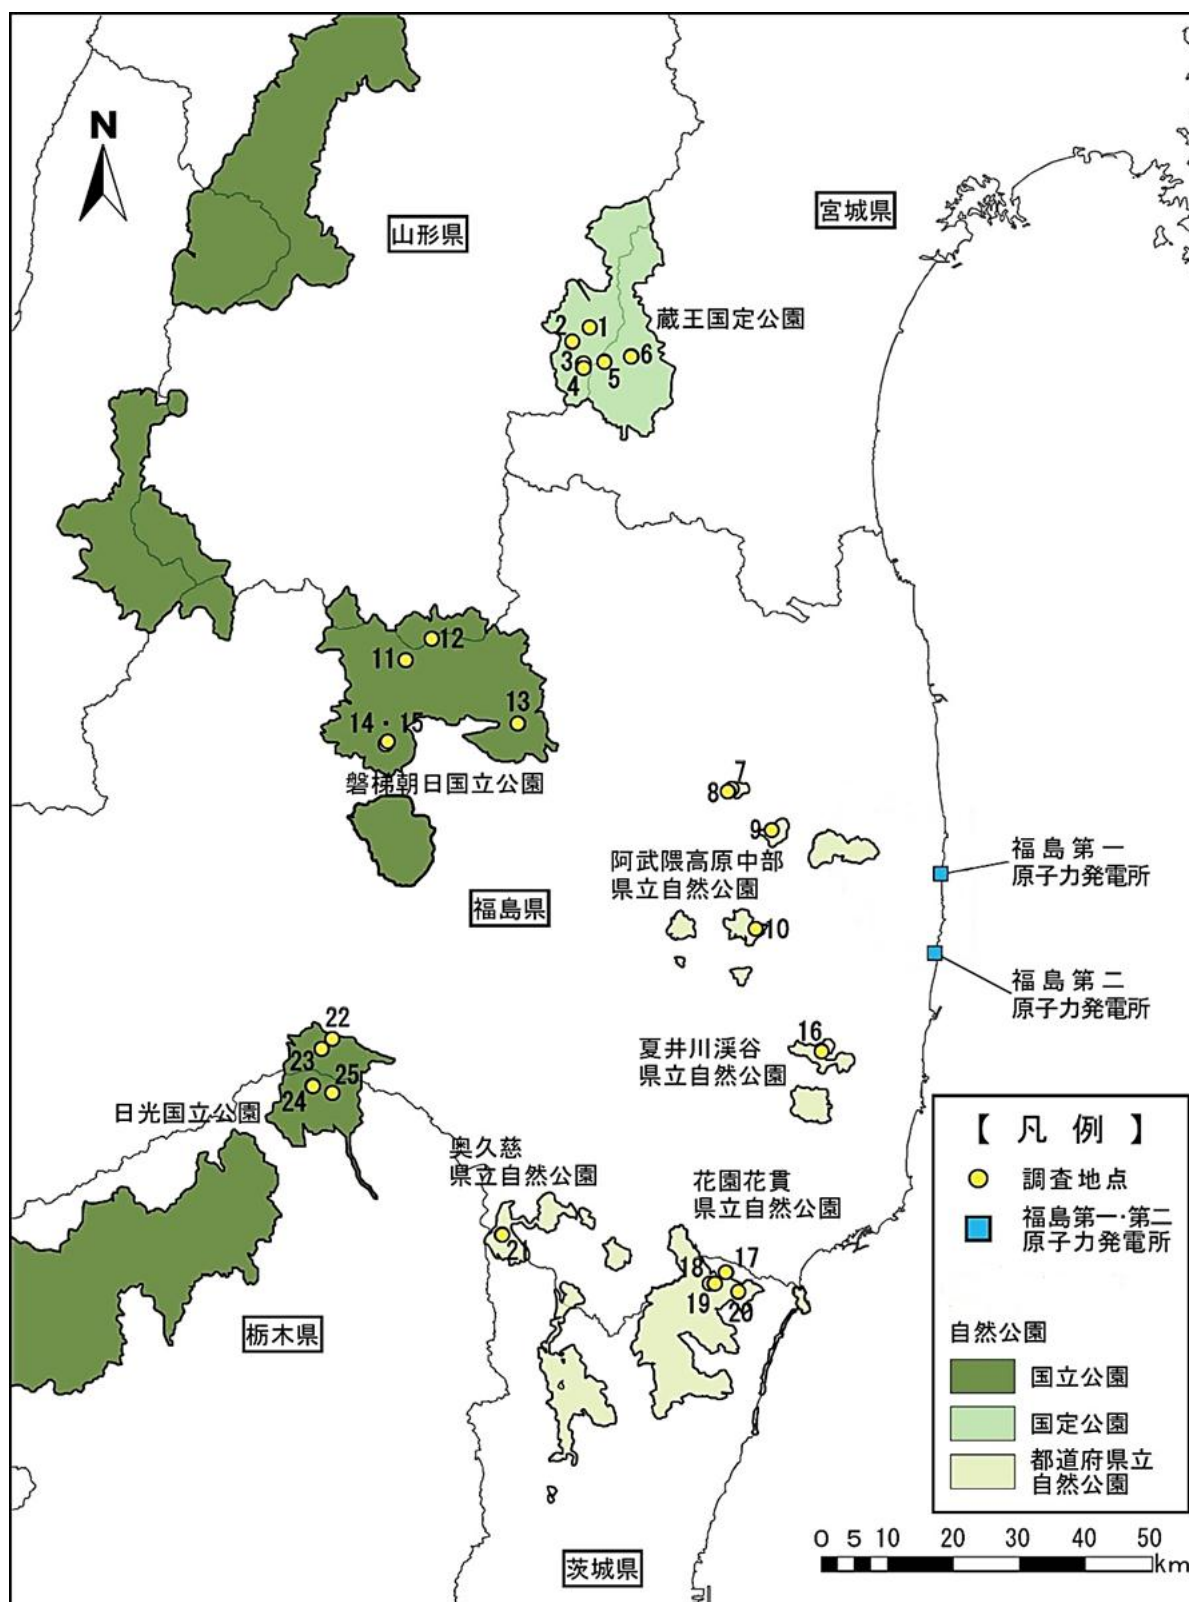 N
山形県
宮城県
蔵王国定公園
1
2
3
4
5
6
11
12
13
14・15
磐梯朝日国立公園
7
8
9
阿武隈高原中部
県立自然公園
10
福島県
福島第一
原子力発電所
福島第二
原子力発電所
22
23
24
25
日光国立公園
16
夏井川渓谷
県立自然公園
奥久慈
県立自然公園
21
花園花貫
県立自然公園
17
18
19
20
栃木県
茨城県
【凡例】
調査地点
福島第一・第二
原子力発電所
自然公園
国立公園
国定公園
都道府県立
自然公園
0 5 10 20 30 40 50
km